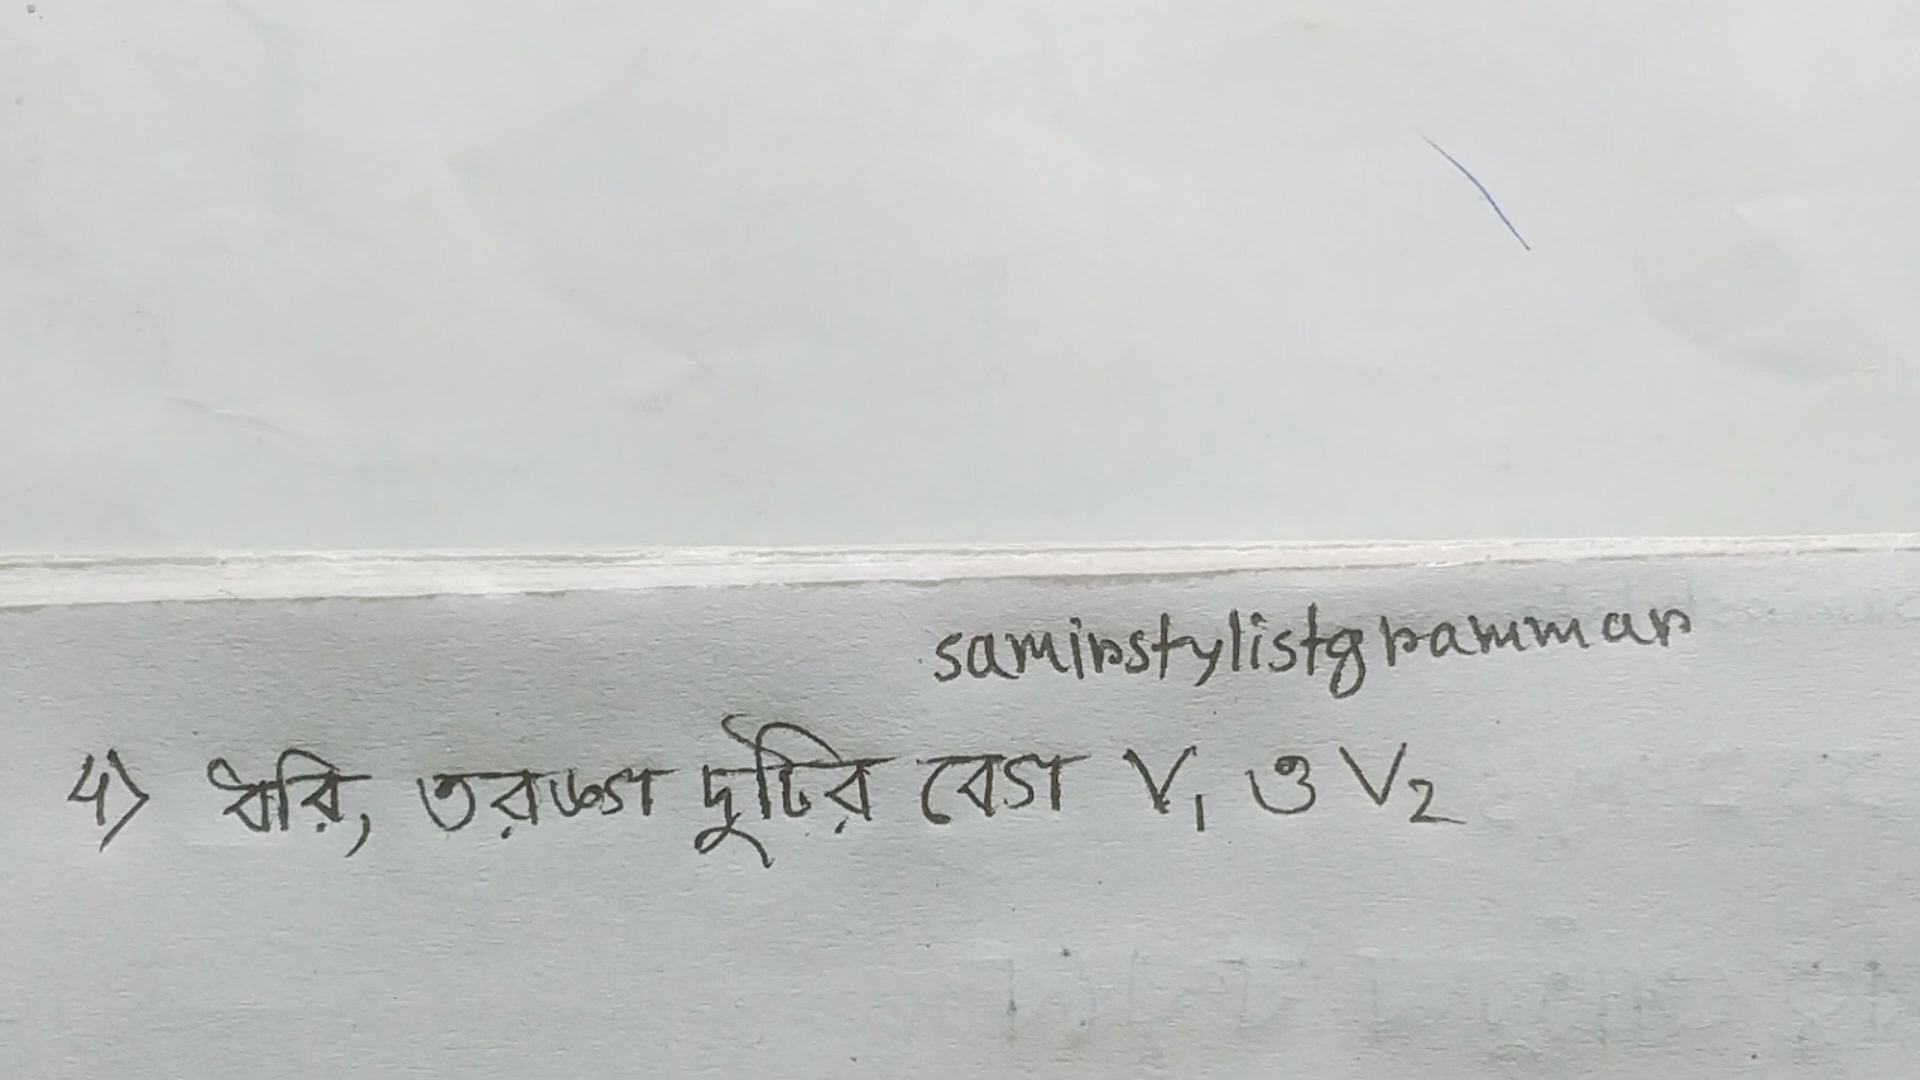 saminstylistgrammar
4) ধরি, তরঙ্গ দুটির বেগ V₁ ও V₂